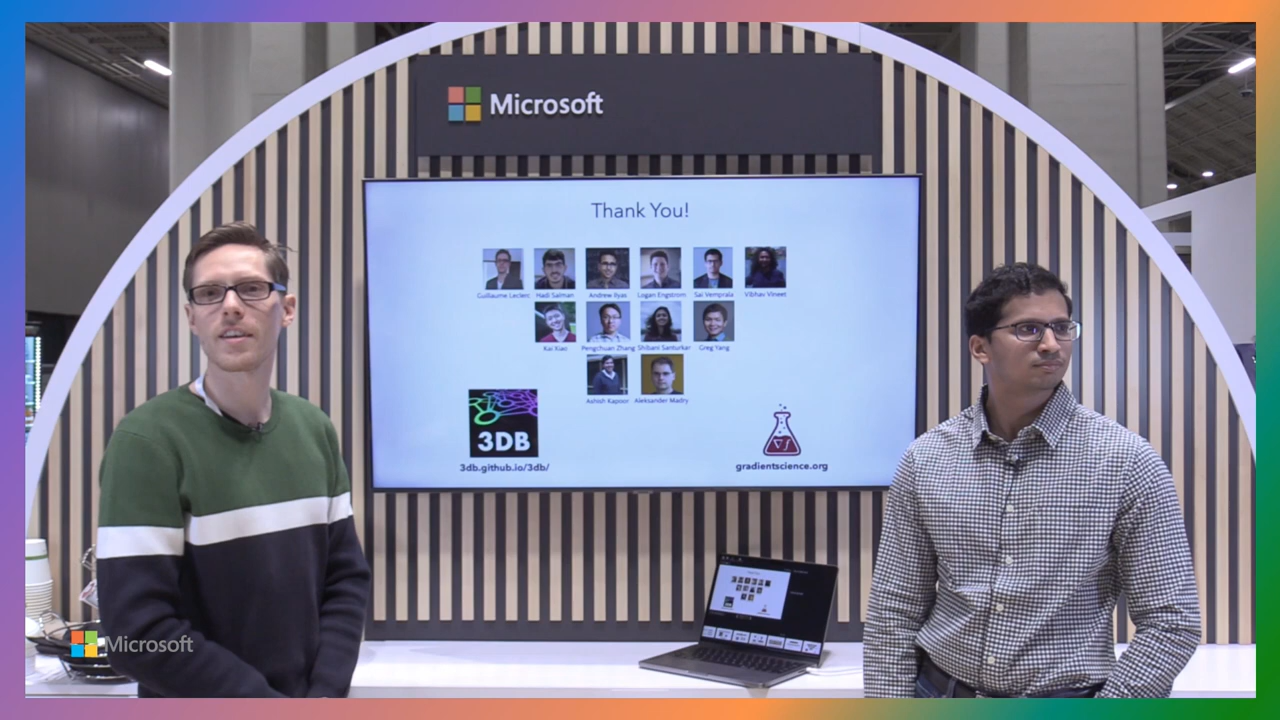 Microsoft
Thank You!
Guillaume Leclerc Hadi Salman Andrew Ilyas Logan Engstrom Sai Vemprala Vibhav Vineet
Kai Xiao Pengchuan Zhang Shibani Santurkar Greg Yang
Ashish Kapoor Aleksander Madry
3DB
3db.github.io/3db/
gradientscience.org
Microsoft